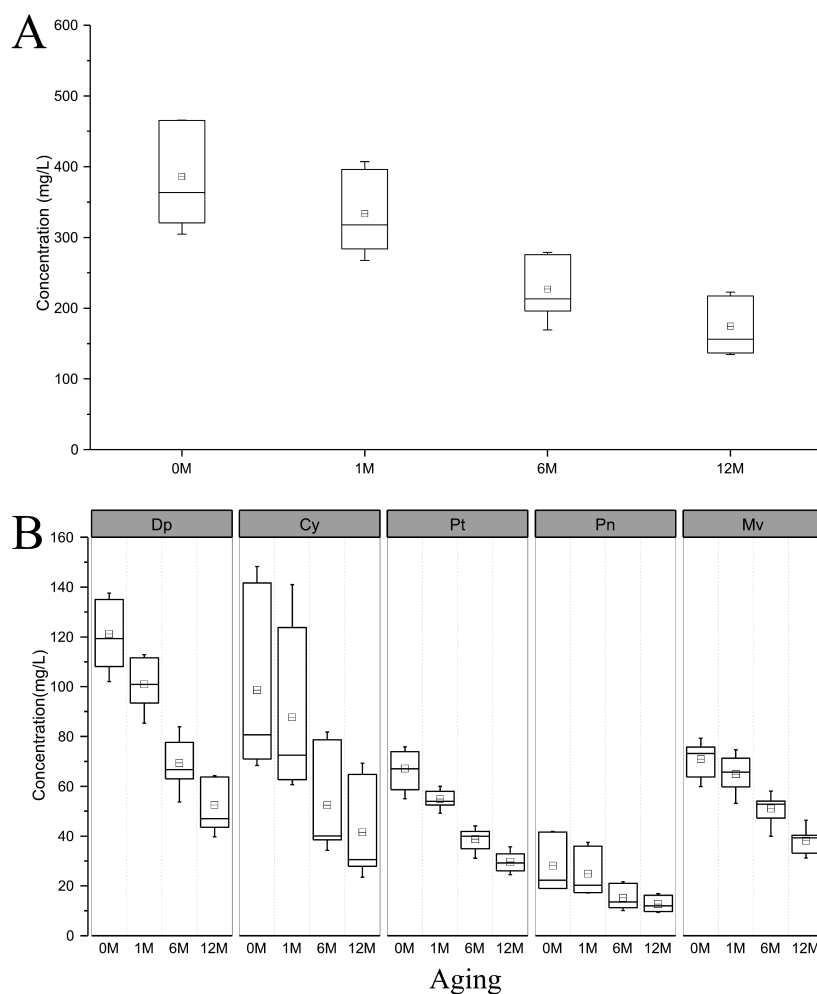 A
600
500
400
300
200
100
0
Concentration (mg/L)
0M 1M 6M 12M
B
Dp Cy Pt Pn Mv
160
140
120
100
80
60
40
20
0
Concentration(mg/L)
0M 1M 6M 12M 0M 1M 6M 12M 0M 1M 6M 12M 0M 1M 6M 12M 0M 1M 6M 12M
Aging